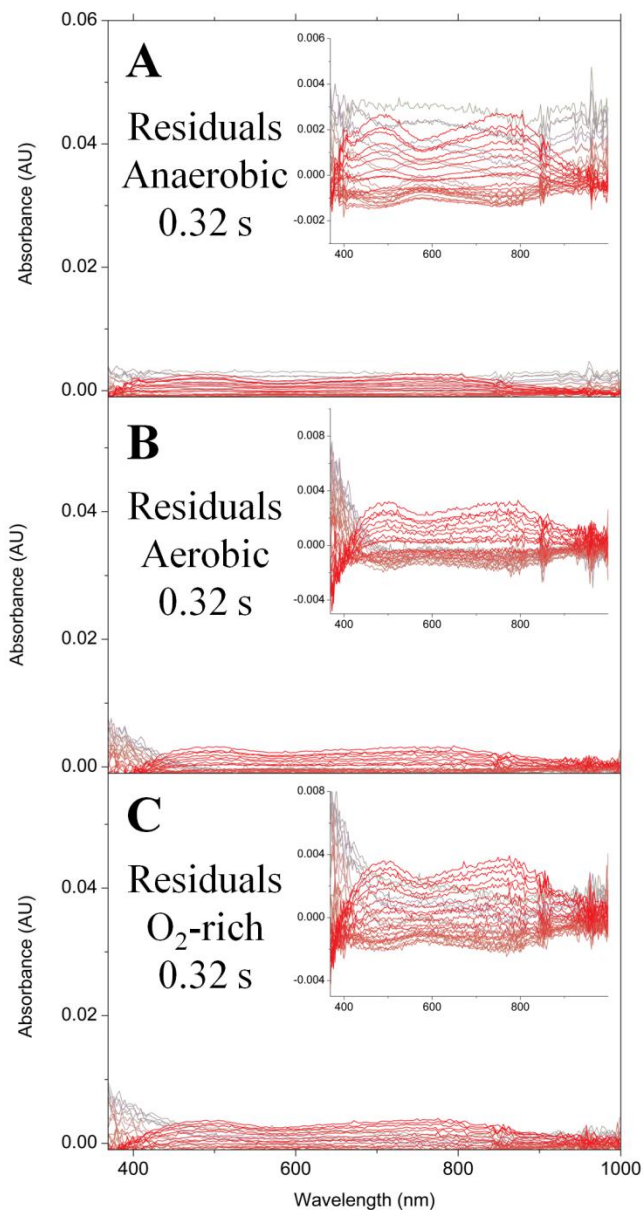 0.06
A
Residuals
Anaerobic
0.32 s
0.04
0.02
0.00
Absorbance (AU)
0.006
0.004
0.002
0.000
-0.002
400 600 800
B
Residuals
Aerobic
0.32 s
0.04
0.02
0.00
Absorbance (AU)
0.008
0.004
0.000
-0.004
400 600 800
C
Residuals
O₂-rich
0.32 s
0.04
0.02
0.00
Absorbance (AU)
0.008
0.004
0.000
-0.004
400 600 800
400 600 800 1000
Wavelength (nm)